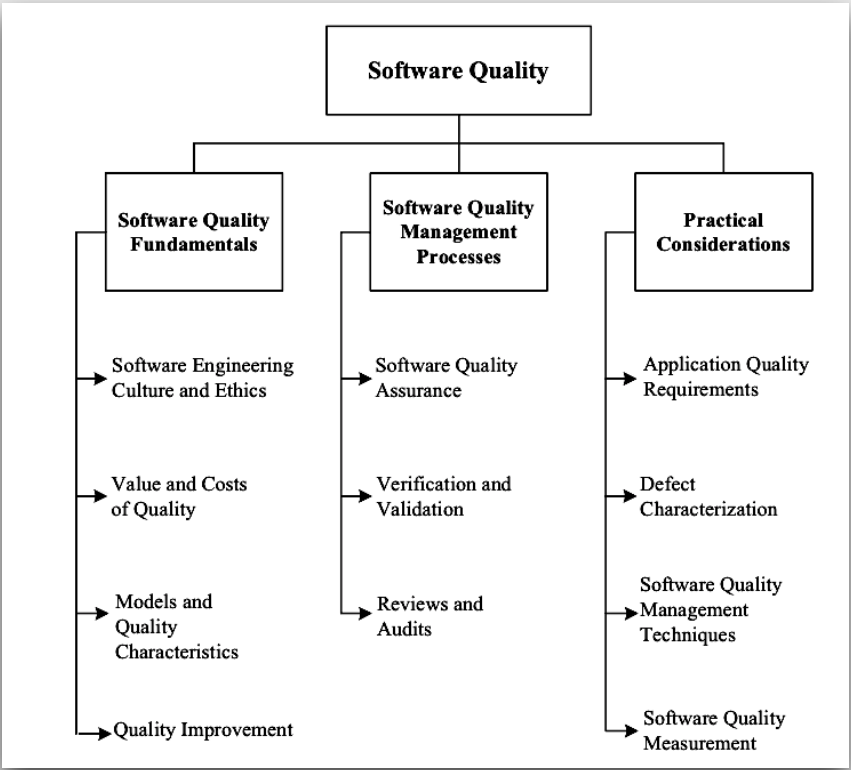 Software Quality
Software Quality
Fundamentals
Software Engineering
Culture and Ethics
Value and Costs
of Quality
Models and
Quality
Characteristics
Quality Improvement
Software Quality
Management
Processes
Software Quality
Assurance
Verification and
Validation
Reviews and
Audits
Practical
Considerations
Application Quality
Requirements
Defect
Characterization
Software Quality
Management
Techniques
Software Quality
Measurement